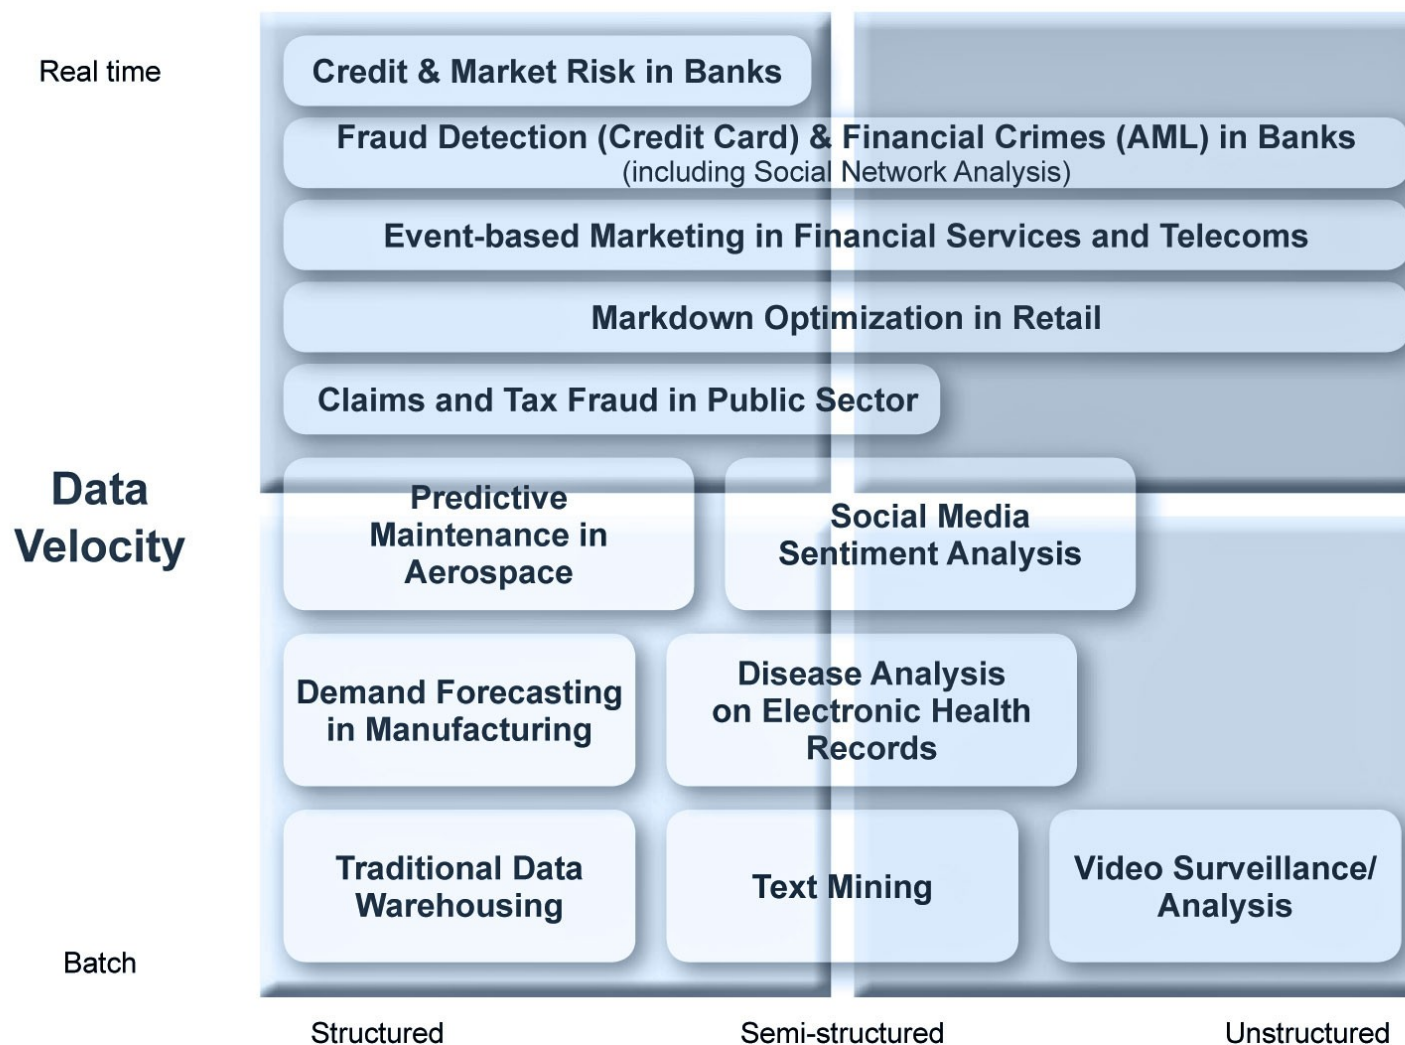 Real time
Credit & Market Risk in Banks
Fraud Detection (Credit Card) & Financial Crimes (AML) in Banks
(including Social Network Analysis)
Event-based Marketing in Financial Services and Telecoms
Markdown Optimization in Retail
Claims and Tax Fraud in Public Sector
Data
Velocity
Predictive
Maintenance in
Aerospace
Social Media
Sentiment Analysis
Demand Forecasting
in Manufacturing
Disease Analysis
on Electronic Health
Records
Traditional Data
Warehousing
Text Mining
Video Surveillance/
Analysis
Batch
Structured
Semi-structured
Unstructured